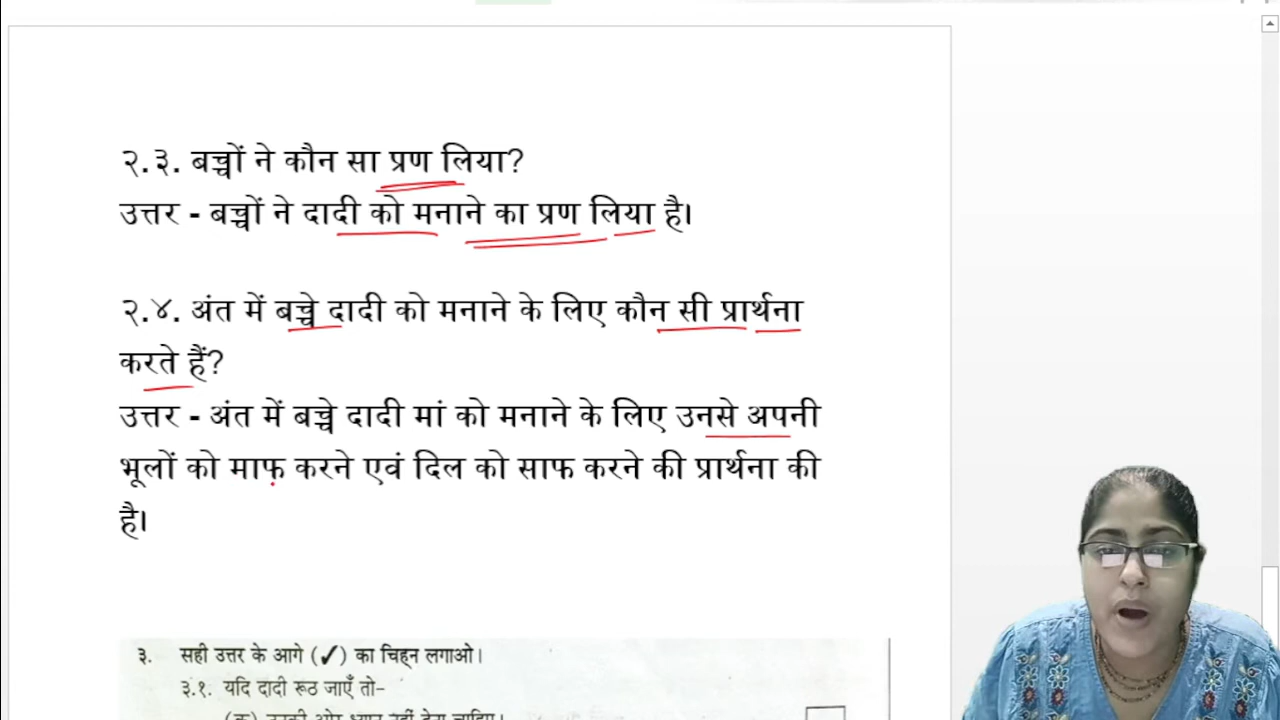 २.३. बच्चों ने कौन सा प्रण लिया?
उत्तर - बच्चों ने दादी को मनाने का प्रण लिया है।
२.४. अंत में बच्चे दादी को मनाने के लिए कौन सी प्रार्थना
करते हैं?
उत्तर - अंत में बच्चे दादी मां को मनाने के लिए उनसे अपनी
भूलों को माफ़ करने एवं दिल को साफ करने की प्रार्थना की
है।
३. सही उत्तर के आगे (✓) का चिह्न लगाओ।
३.१. यदि दादी रूठ जाएँ तो-